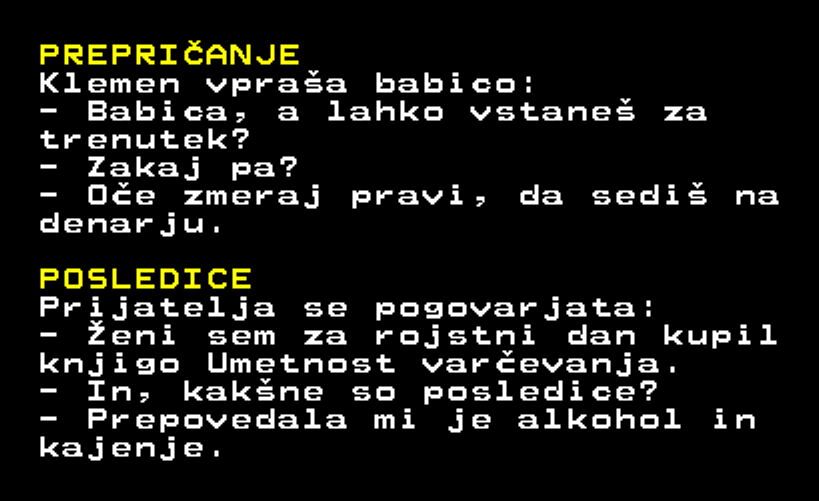 PREPRIČANJE
Klemen vpraša babico:
- Babica, a lahko vstaneš za
trenutek?
- Zakaj pa?
- Oče zmeraj pravi, da sediš na
denarju.
POSLEDICE
Prijatelja se pogovarjata:
- Ženi sem za rojstni dan kupil
knjigo Umetnost varčevanja.
- In, kakšne so posledice?
- Prepovedala mi je alkohol in
kajenje.